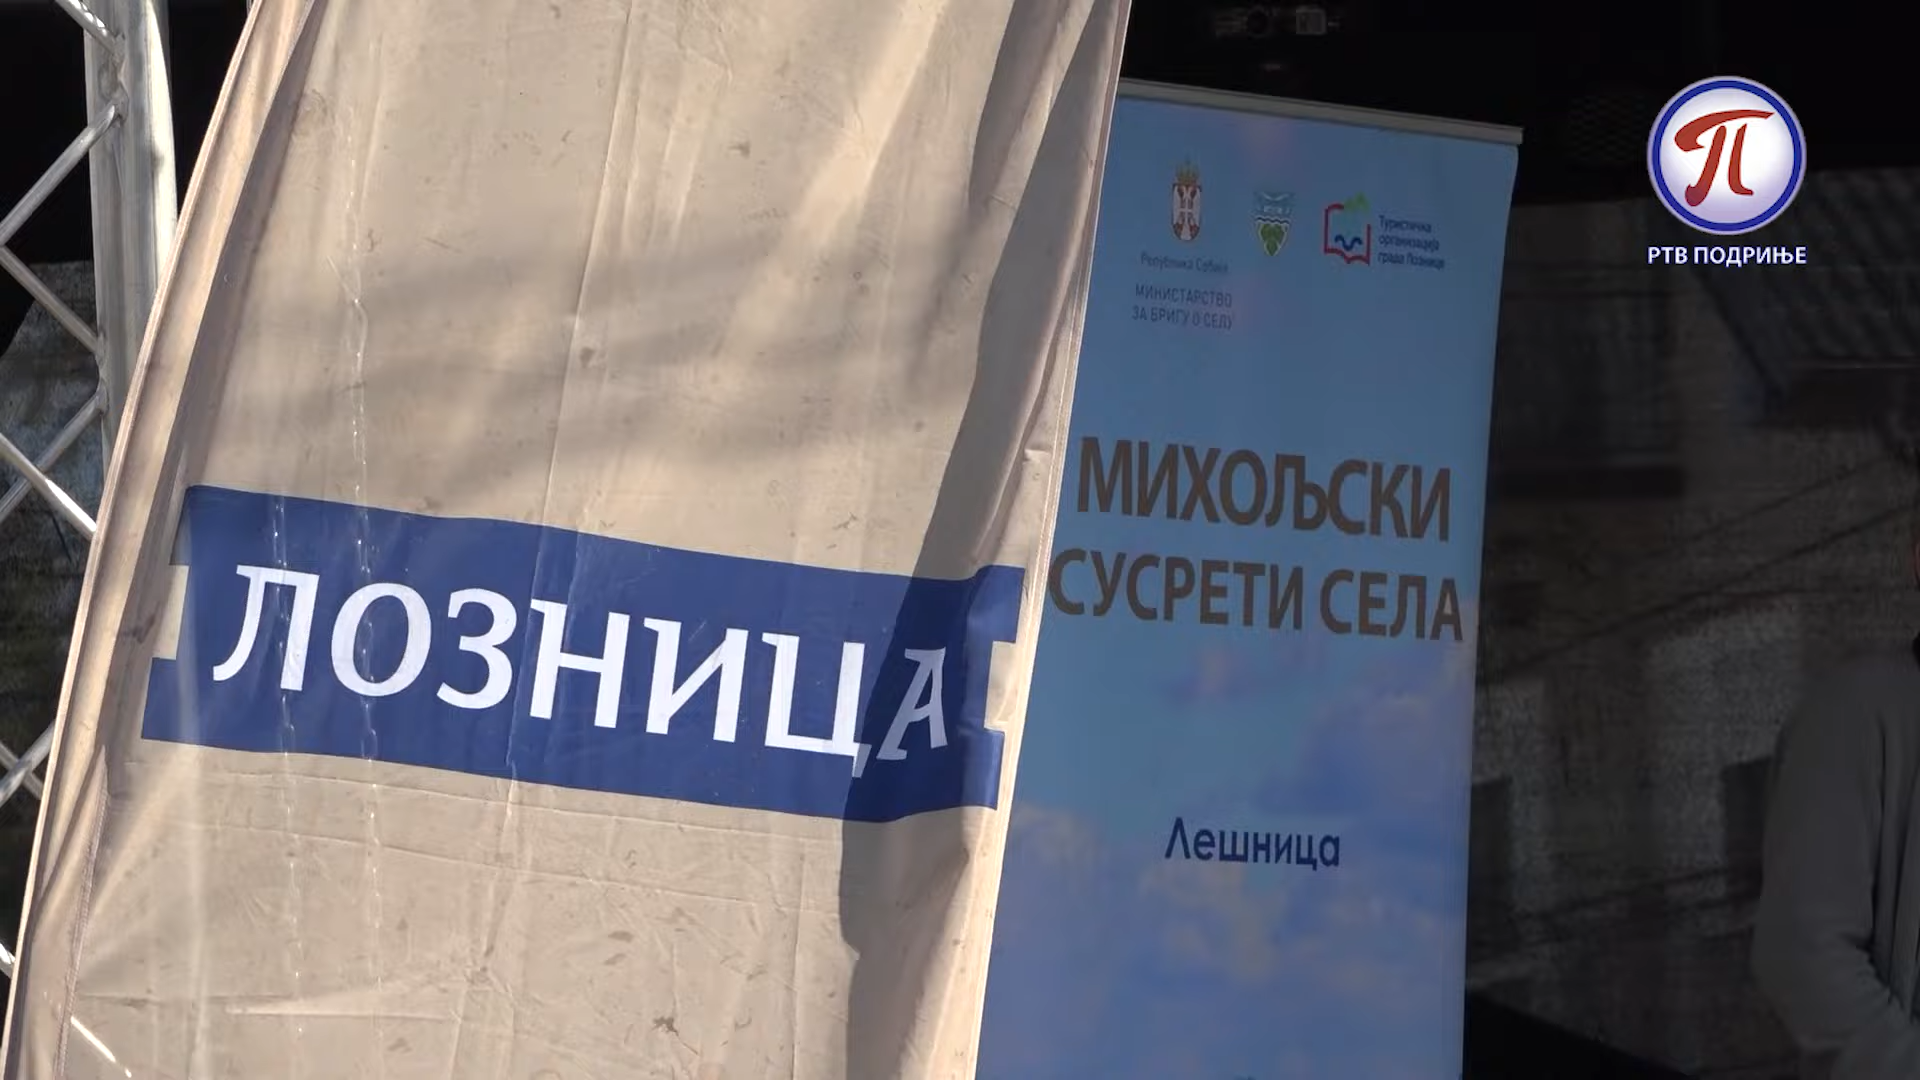 РТВ ПОДРИЊЕ
Република Србија
МИНИСТАРСТВО
ЗА БРИГУ О СЕЛУ
Туристичка
организација
града Лознице
МИХОЉСКИ
СУСРЕТИ СЕЛА
Лешница
ЛОЗНИЦА